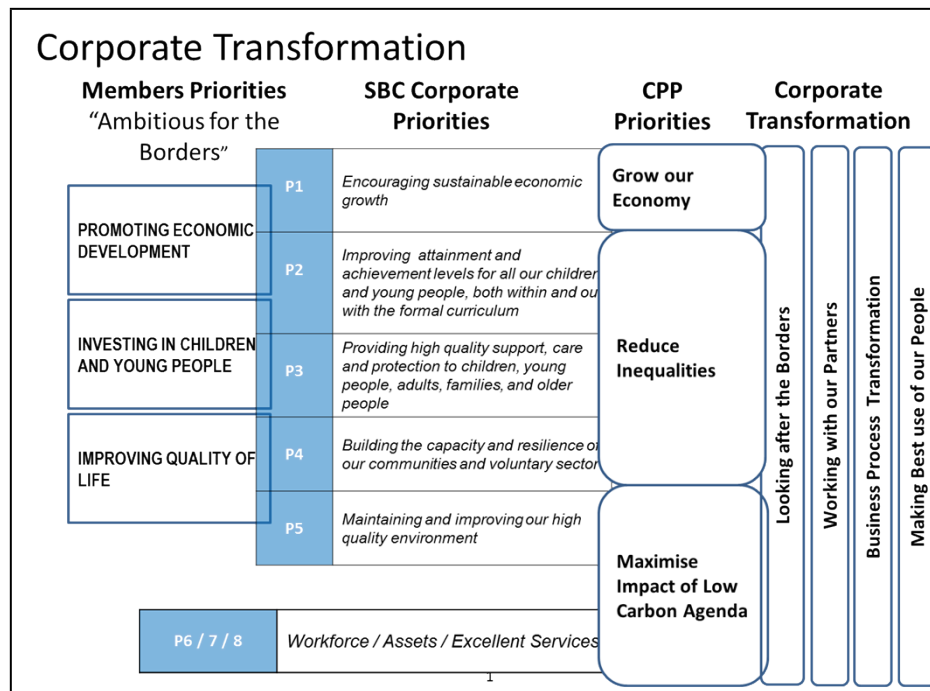 Corporate Transformation
Members Priorities
“Ambitious for the
Borders”
SBC Corporate
Priorities
CPP
Priorities
Corporate
Transformation
PROMOTING ECONOMIC
DEVELOPMENT
INVESTING IN CHILDREN
AND YOUNG PEOPLE
IMPROVING QUALITY OF
LIFE
P1
Encouraging sustainable economic
growth
P2
Improving attainment and
achievement levels for all our children
and young people, both within and ou
with the formal curriculum
P3
Providing high quality support, care
and protection to children, young
people, adults, families, and older
people
P4
Building the capacity and resilience of
our communities and voluntary sector
P5
Maintaining and improving our high
quality environment
P6 / 7 / 8
Workforce / Assets / Excellent Services
Grow our
Economy
Reduce
Inequalities
Maximise
Impact of Low
Carbon Agenda
Looking after the Borders
Working with our Partners
Business Process Transformation
Making Best use of our People
1